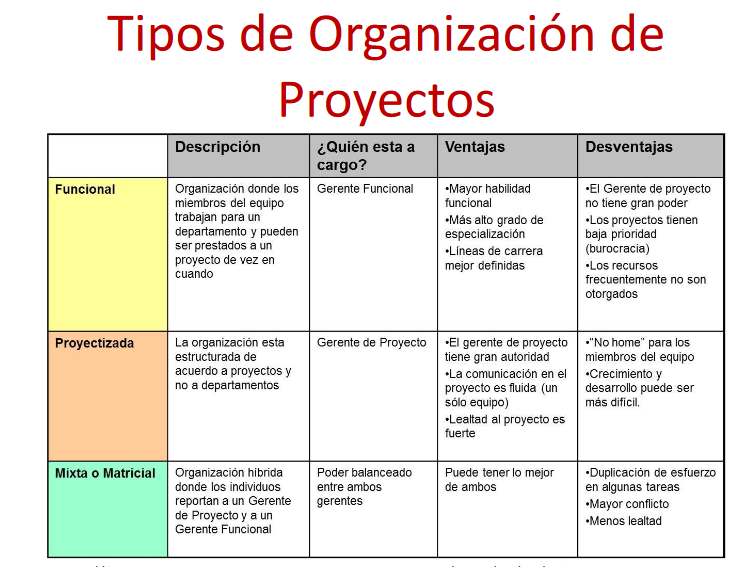 Tipos de Organización de
Proyectos
Descripción
¿Quién esta a
cargo?
Ventajas
Desventajas
Funcional
Organización donde los
miembros del equipo
trabajan para un
departamento y pueden
ser prestados a un
proyecto de vez en
cuando
Gerente Funcional
•Mayor habilidad
funcional
•Más alto grado de
especialización
•Líneas de carrera
mejor definidas
•El Gerente de proyecto
no tiene gran poder
•Los proyectos tienen
baja prioridad
(burocracia)
•Los recursos
frecuentemente no son
otorgados
Proyectizada
La organización esta
estructurada de
acuerdo a proyectos y
no a departamentos
Gerente de Proyecto
•El gerente de proyecto
tiene gran autoridad
•La comunicación en el
proyecto es fluida (un
sólo equipo)
•Lealtad al proyecto es
fuerte
•"No home" para los
miembros del equipo
•Crecimiento y
desarrollo puede ser
más difícil.
Mixta o Matricial
Organización híbrida
donde los individuos
reportan a un Gerente
de Proyecto y a un
Gerente Funcional
Poder balanceado
entre ambos
gerentes
Puede tener lo mejor
de ambos
•Duplicación de esfuerzo
en algunas tareas
•Mayor conflicto
•Menos lealtad